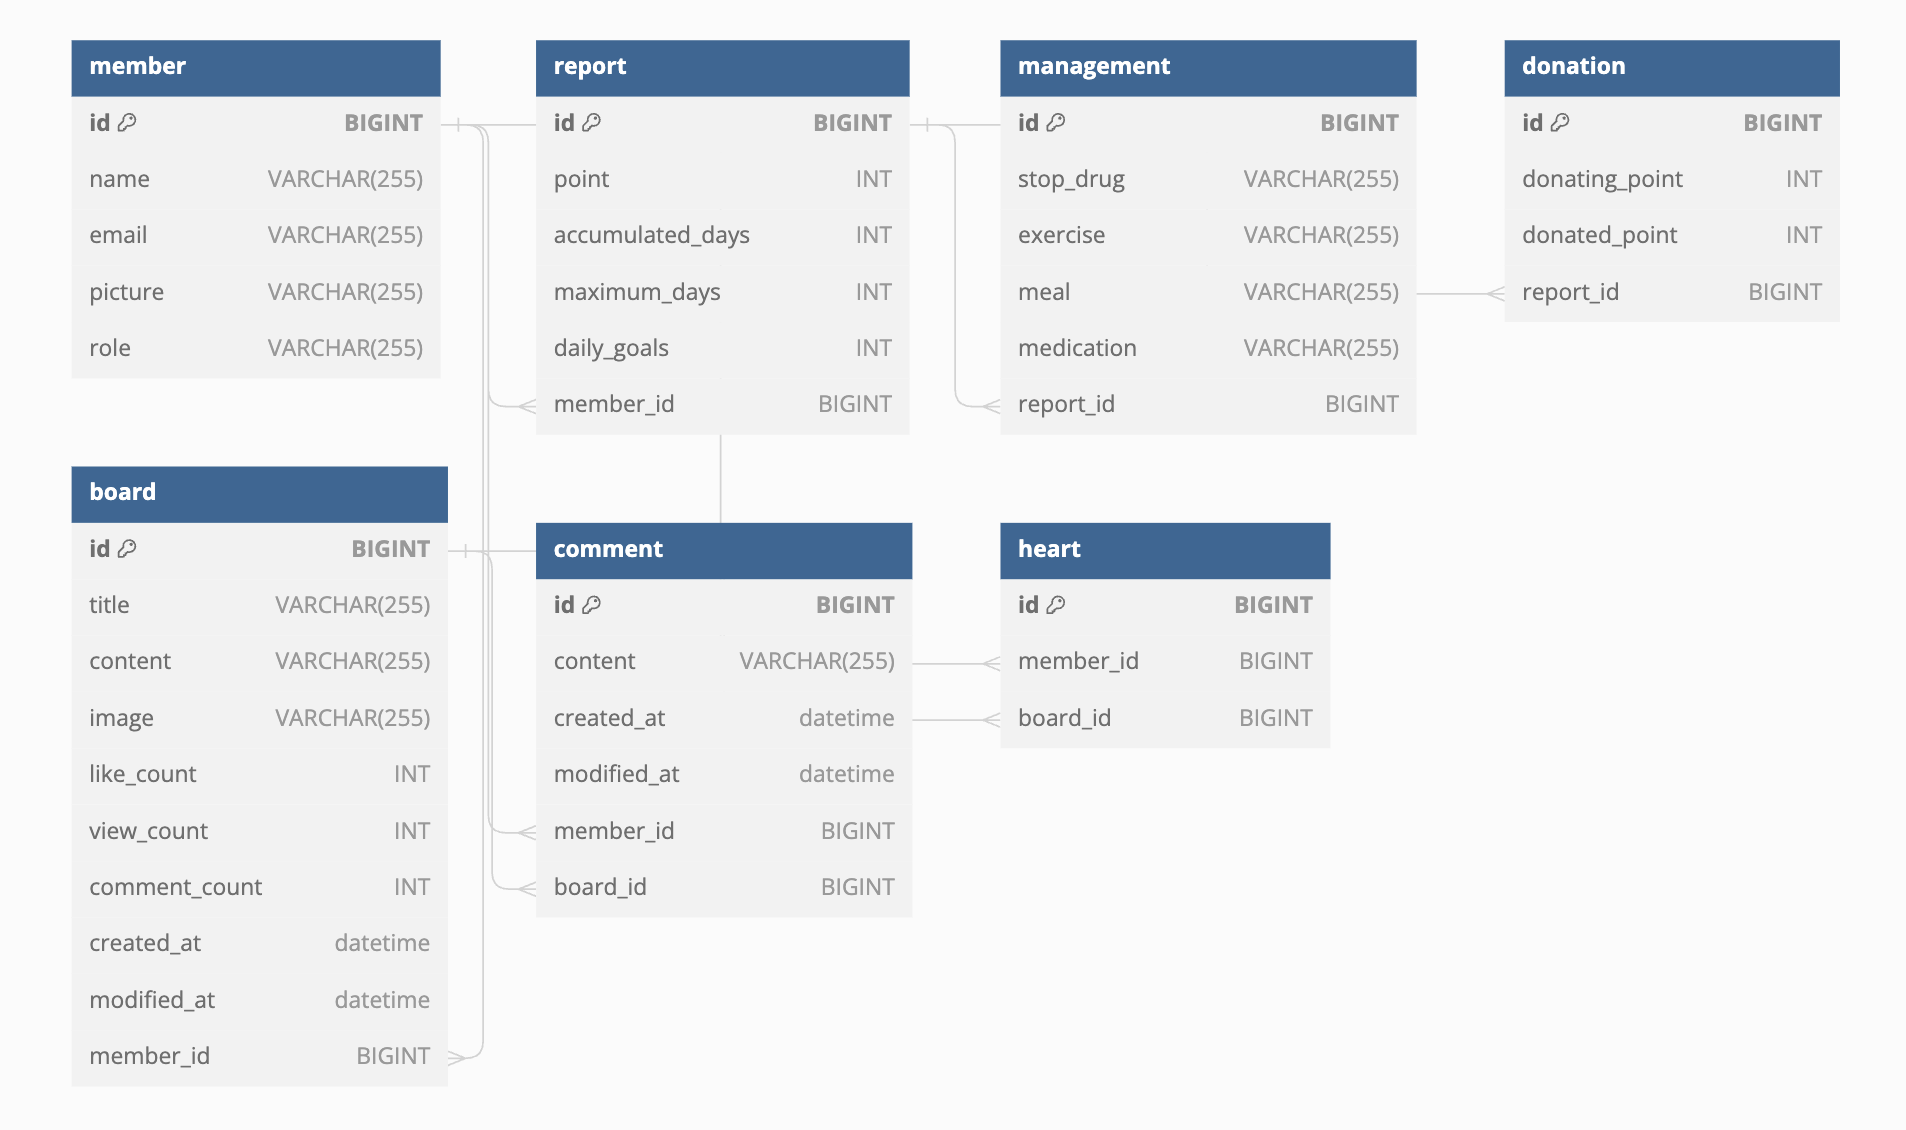 member
id BIGINT
name VARCHAR(255)
email VARCHAR(255)
picture VARCHAR(255)
role VARCHAR(255)
report
id BIGINT
point INT
accumulated_days INT
maximum_days INT
daily_goals INT
member_id BIGINT
management
id BIGINT
stop_drug VARCHAR(255)
exercise VARCHAR(255)
meal VARCHAR(255)
medication VARCHAR(255)
report_id BIGINT
donation
id BIGINT
donating_point INT
donated_point INT
report_id BIGINT
board
id BIGINT
title VARCHAR(255)
content VARCHAR(255)
image VARCHAR(255)
like_count INT
view_count INT
comment_count INT
created_at datetime
modified_at datetime
member_id BIGINT
comment
id BIGINT
content VARCHAR(255)
created_at datetime
modified_at datetime
member_id BIGINT
board_id BIGINT
heart
id BIGINT
member_id BIGINT
board_id BIGINT